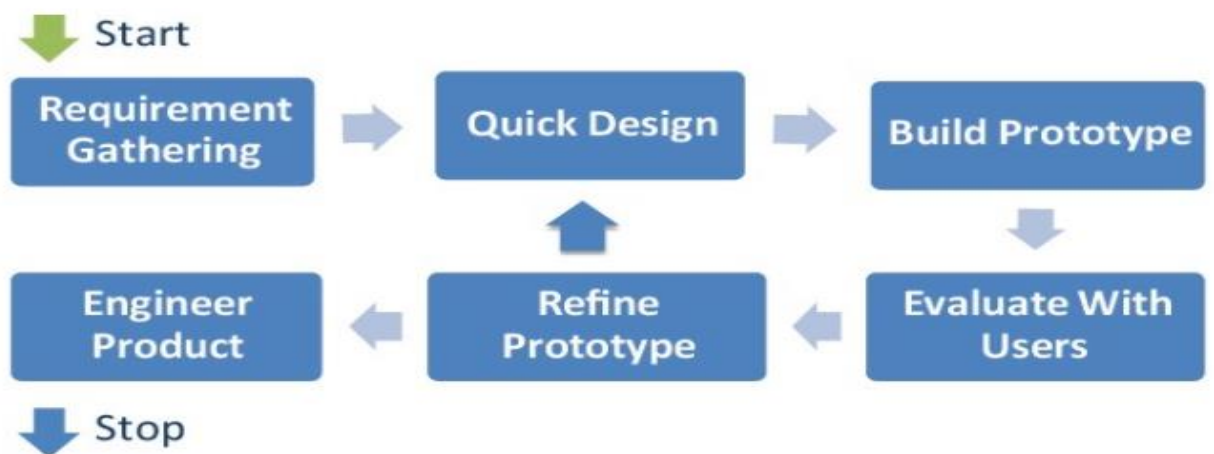 Start
Requirement
Gathering
Quick Design
Build Prototype
Engineer
Product
Refine
Prototype
Evaluate With
Users
Stop